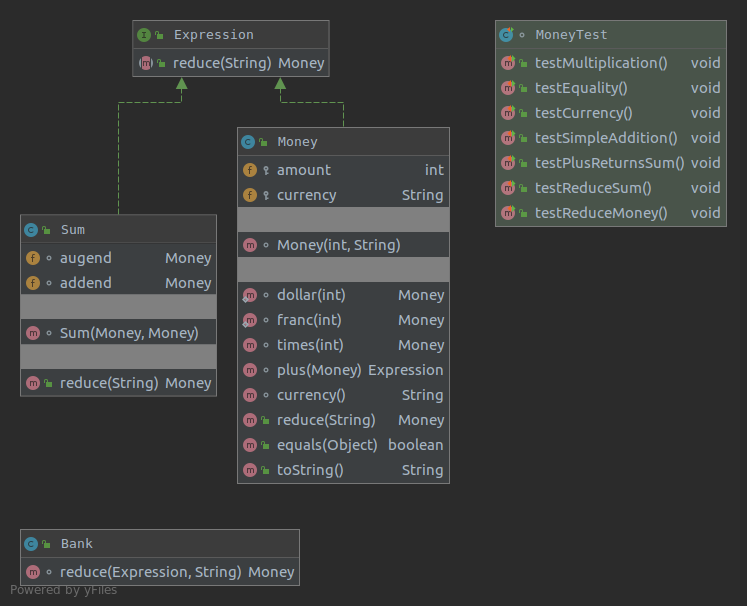 Expression
reduce(String) Money
MoneyTest
testMultiplication() void
testEquality() void
testCurrency() void
testSimpleAddition() void
testPlusReturnsSum() void
testReduceSum() void
testReduceMoney() void
Money
amount int
currency String
Money(int, String)
dollar(int) Money
franc(int) Money
times(int) Money
plus(Money) Expression
currency() String
reduce(String) Money
equals(Object) boolean
toString() String
Sum
augend Money
addend Money
Sum(Money, Money)
reduce(String) Money
Bank
reduce(Expression, String) Money
Powered by yFiles